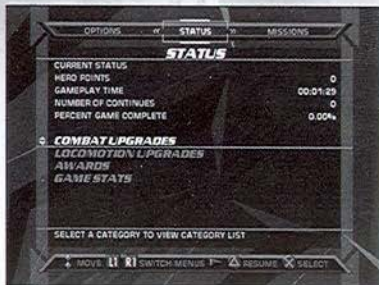 OPTIONS « STATUS » MISSIONS
STATUS
CURRENT STATUS
HERO POINTS 0
GAMEPLAY TIME 00:01:29
NUMBER OF CONTINUES 0
PERCENT GAME COMPLETE 0.00%
COMBAT UPGRADES
LOCOMOTION UPGRADES
AWARDS
GAME STATS
SELECT A CATEGORY TO VIEW CATEGORY LIST
MOVE L1 R1 SWITCH MENUS RESUME SELECT